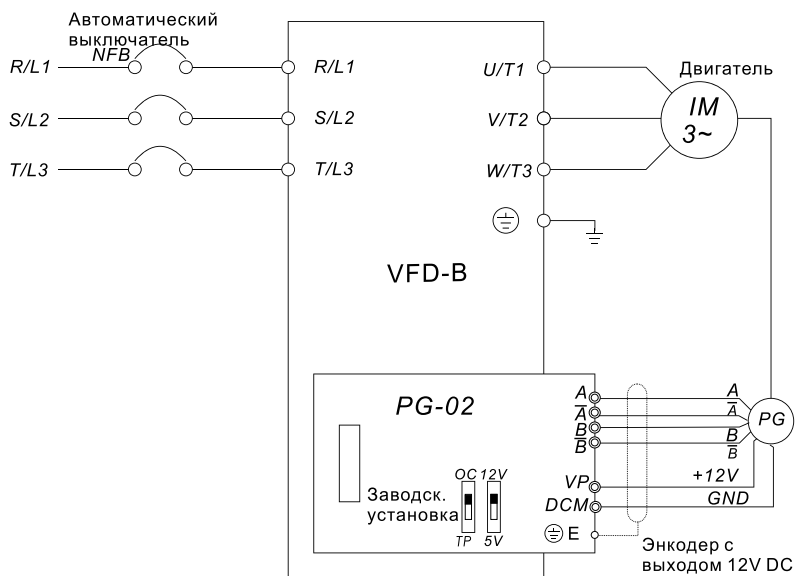 Автоматический
выключатель
NFB
R/L1
R/L1
U/T1
Двигатель
S/L2
S/L2
V/T2
IM
3~
T/L3
T/L3
W/T3
VFD-B
PG-02
A
A̅
B
B̅
A
A̅
B
B̅
PG
VP
+12V
DCM
GND
E
OC 12V
Заводск.
установка
TP 5V
Энкодер с
выходом 12V DC